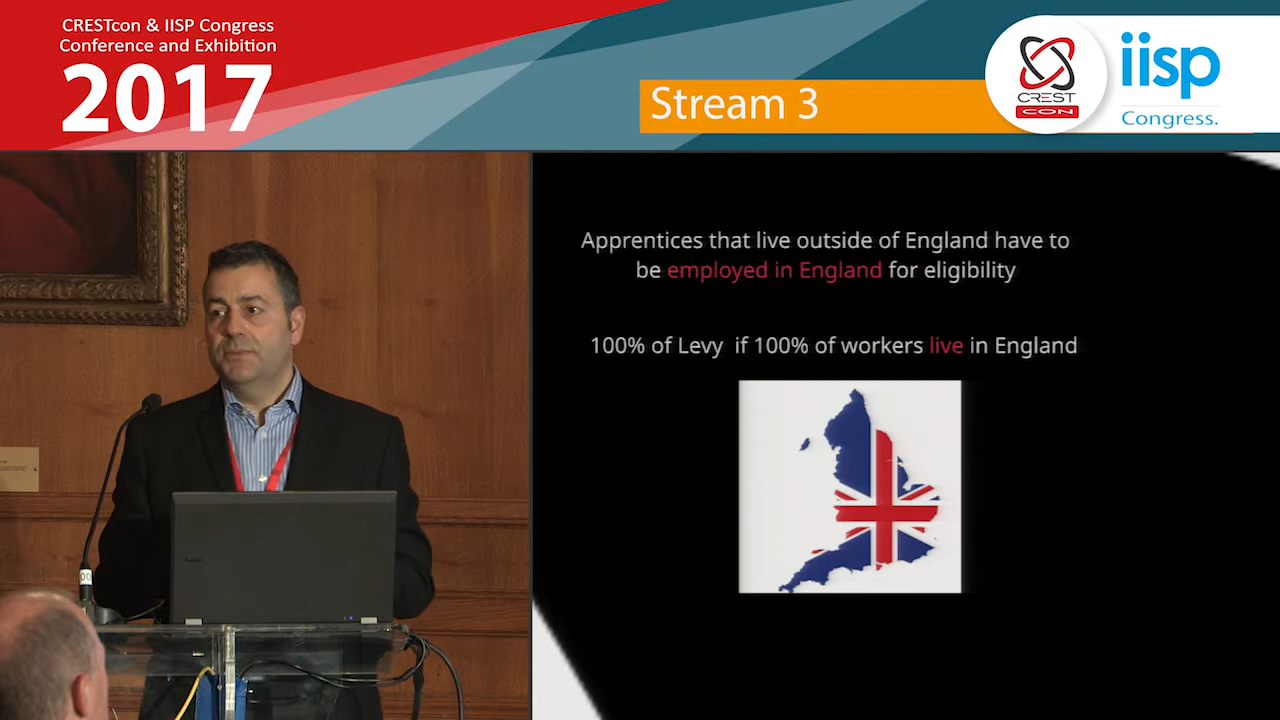 CRESTcon & IISP Congress
Conference and Exhibition
2017
Stream 3
CREST
CON
iisp
Congress.
Apprentices that live outside of England have to
be employed in England for eligibility
100% of Levy if 100% of workers live in England